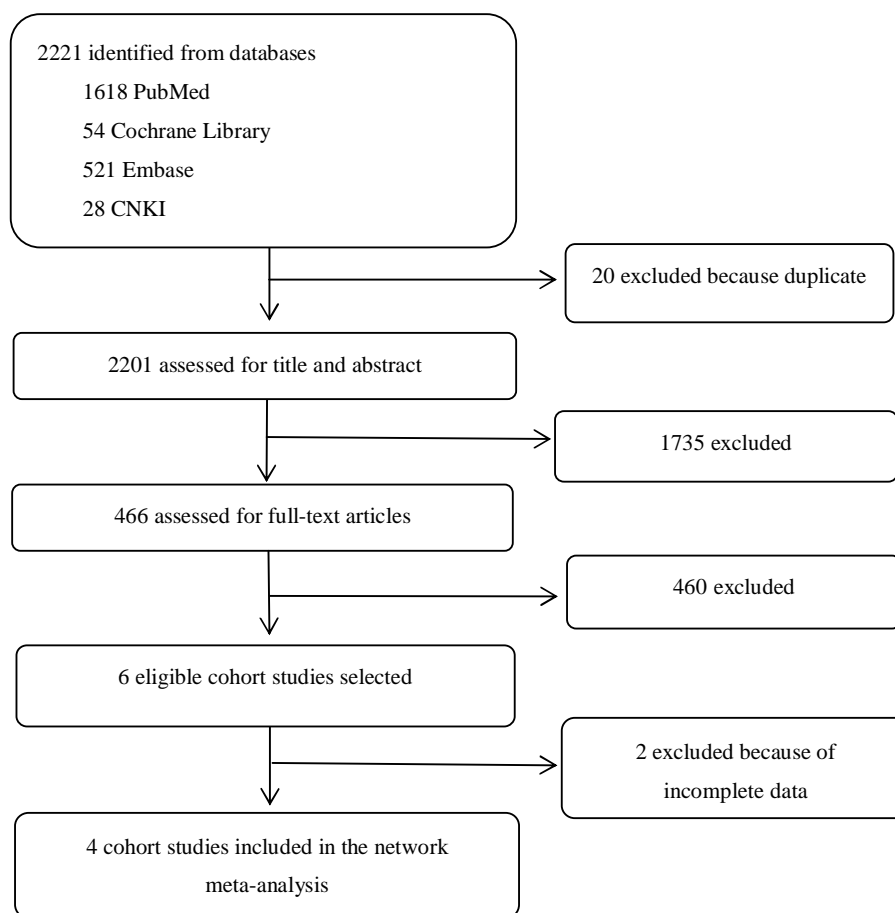 2221 identified from databases
1618 PubMed
54 Cochrane Library
521 Embase
28 CNKI
20 excluded because duplicate
2201 assessed for title and abstract
1735 excluded
466 assessed for full-text articles
460 excluded
6 eligible cohort studies selected
2 excluded because of
incomplete data
4 cohort studies included in the network
meta-analysis